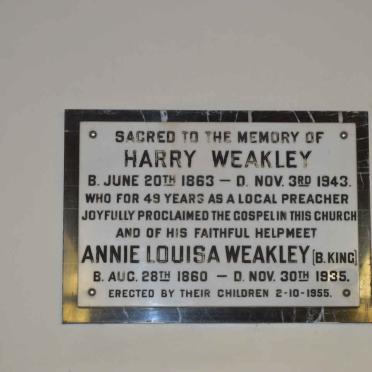 SACRED TO THE MEMORY OF
HARRY WEAKLEY
B. JUNE 20TH 1863 — D. NOV. 3RD 1943.
WHO FOR 49 YEARS AS A LOCAL PREACHER
JOYFULLY PROCLAIMED THE GOSPEL IN THIS CHURCH
AND OF HIS FAITHFUL HELPMEET
ANNIE LOUISA WEAKLEY [B. KING]
B. AUG. 28TH 1860 — D. NOV. 30TH 1935.
ERECTED BY THEIR CHILDREN 2-10-1955.